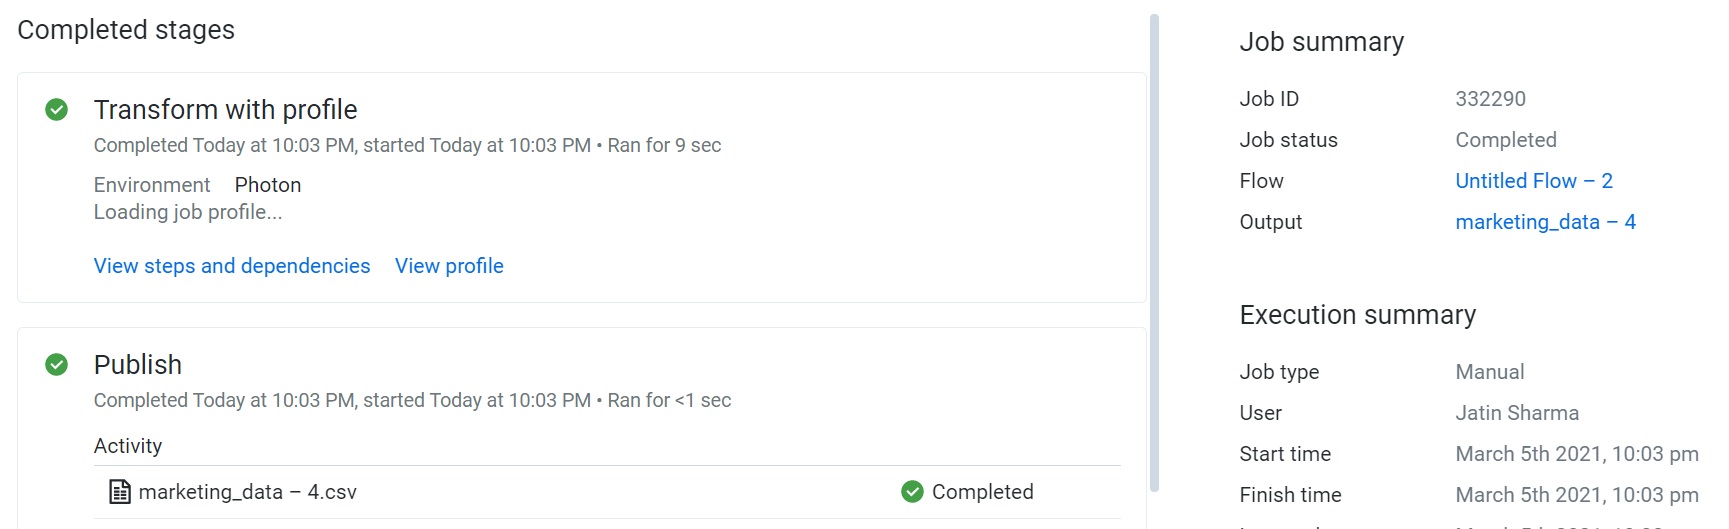 Completed stages
Transform with profile
Completed Today at 10:03 PM, started Today at 10:03 PM • Ran for 9 sec
Environment Photon
Loading job profile...
View steps and dependencies View profile
Publish
Completed Today at 10:03 PM, started Today at 10:03 PM • Ran for <1 sec
Activity
marketing_data – 4.csv Completed
Job summary
Job ID 332290
Job status Completed
Flow Untitled Flow – 2
Output marketing_data – 4
Execution summary
Job type Manual
User Jatin Sharma
Start time March 5th 2021, 10:03 pm
Finish time March 5th 2021, 10:03 pm